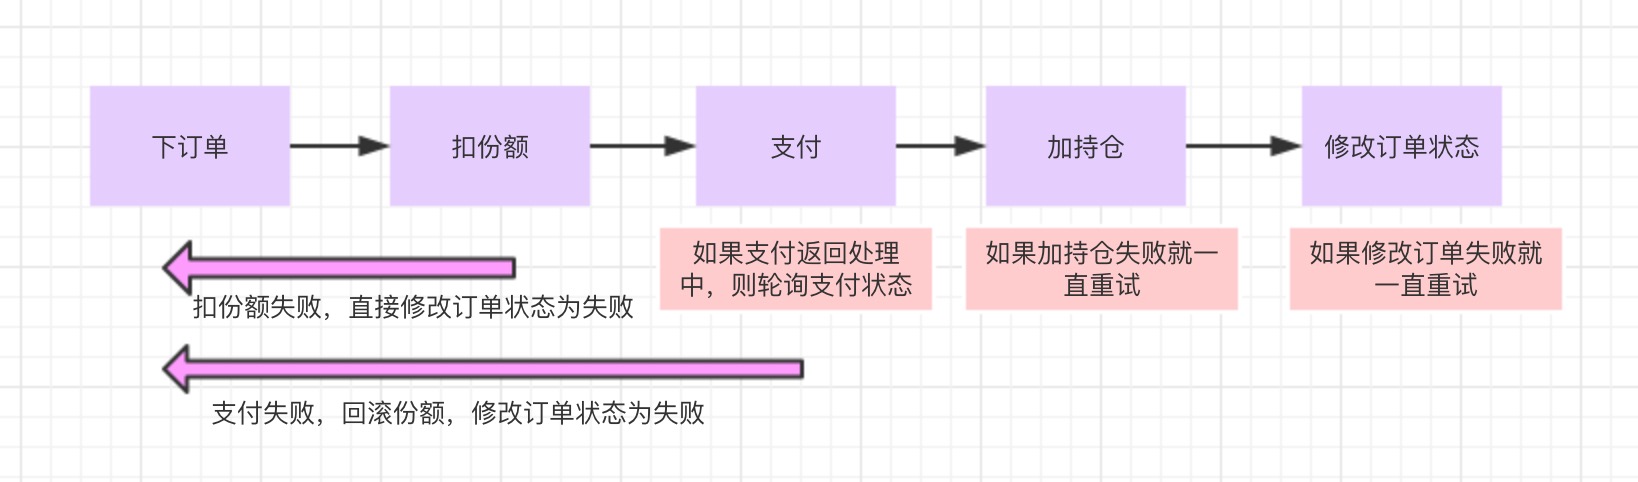 下订单
扣份额
支付
加持仓
修改订单状态
如果支付返回处理
中，则轮询支付状态
如果加持仓失败就一
直重试
如果修改订单失败就
一直重试
扣份额失败，直接修改订单状态为失败
支付失败，回滚份额，修改订单状态为失败